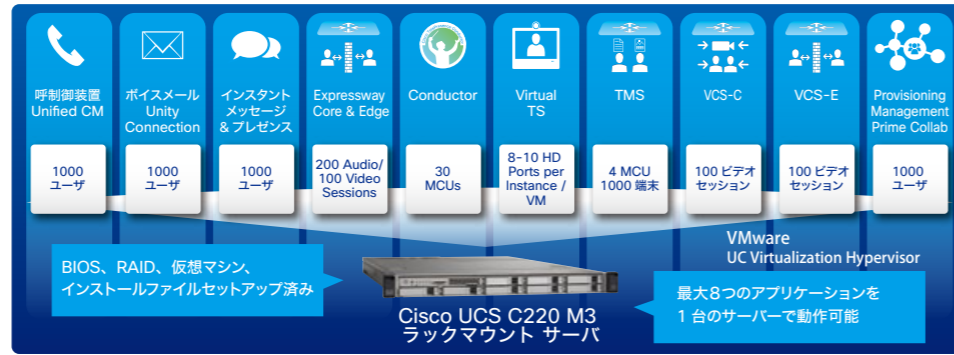 呼制御装置
Unified CM
ボイスメール
Unity
Connection
インスタント
メッセージ
& プレゼンス
Expressway
Core & Edge
Conductor
Virtual
TS
TMS
VCS-C
VCS-E
Provisioning
Management
Prime Collab
1000
ユーザ
1000
ユーザ
1000
ユーザ
200 Audio/
100 Video
Sessions
30
MCUs
8-10 HD
Ports per
Instance /
VM
4 MCU
1000 端末
100 ビデオ
セッション
100 ビデオ
セッション
1000
ユーザ
VMware
UC Virtualization Hypervisor
BIOS、RAID、仮想マシン、
インストールファイルセットアップ済み
Cisco UCS C220 M3
ラックマウント サーバ
最大8つのアプリケーションを
1 台のサーバーで動作可能